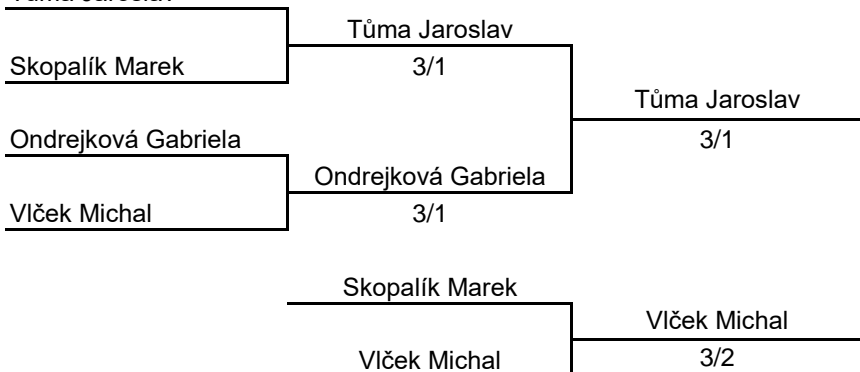 Tůma Jaroslav
Skopalík Marek
3/1
Tůma Jaroslav
Ondrejková Gabriela
3/1
Ondrejková Gabriela
Vlček Michal
3/1
Skopalík Marek
Vlček Michal
Vlček Michal
3/2